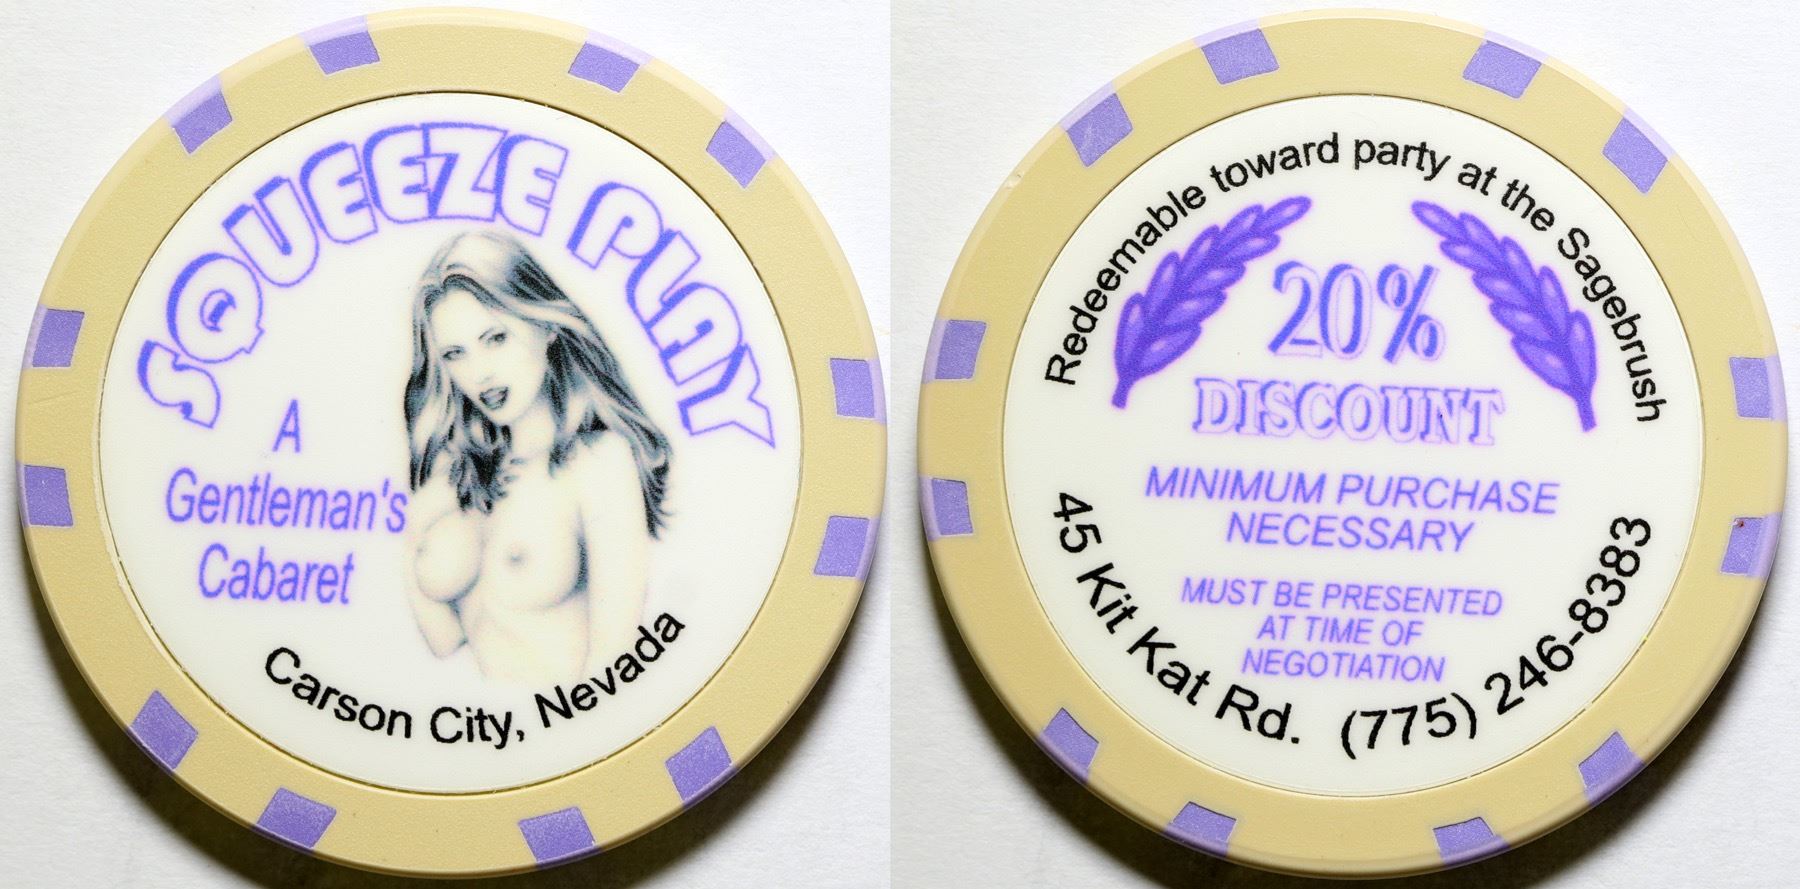 SQUEEZE PLAY
A
Gentleman's
Cabaret
Carson City, Nevada
Redeemable toward party at the Sagebrush
20%
DISCOUNT
MINIMUM PURCHASE
NECESSARY
MUST BE PRESENTED
AT TIME OF
NEGOTIATION
45 Kit Kat Rd. (775) 246-8383